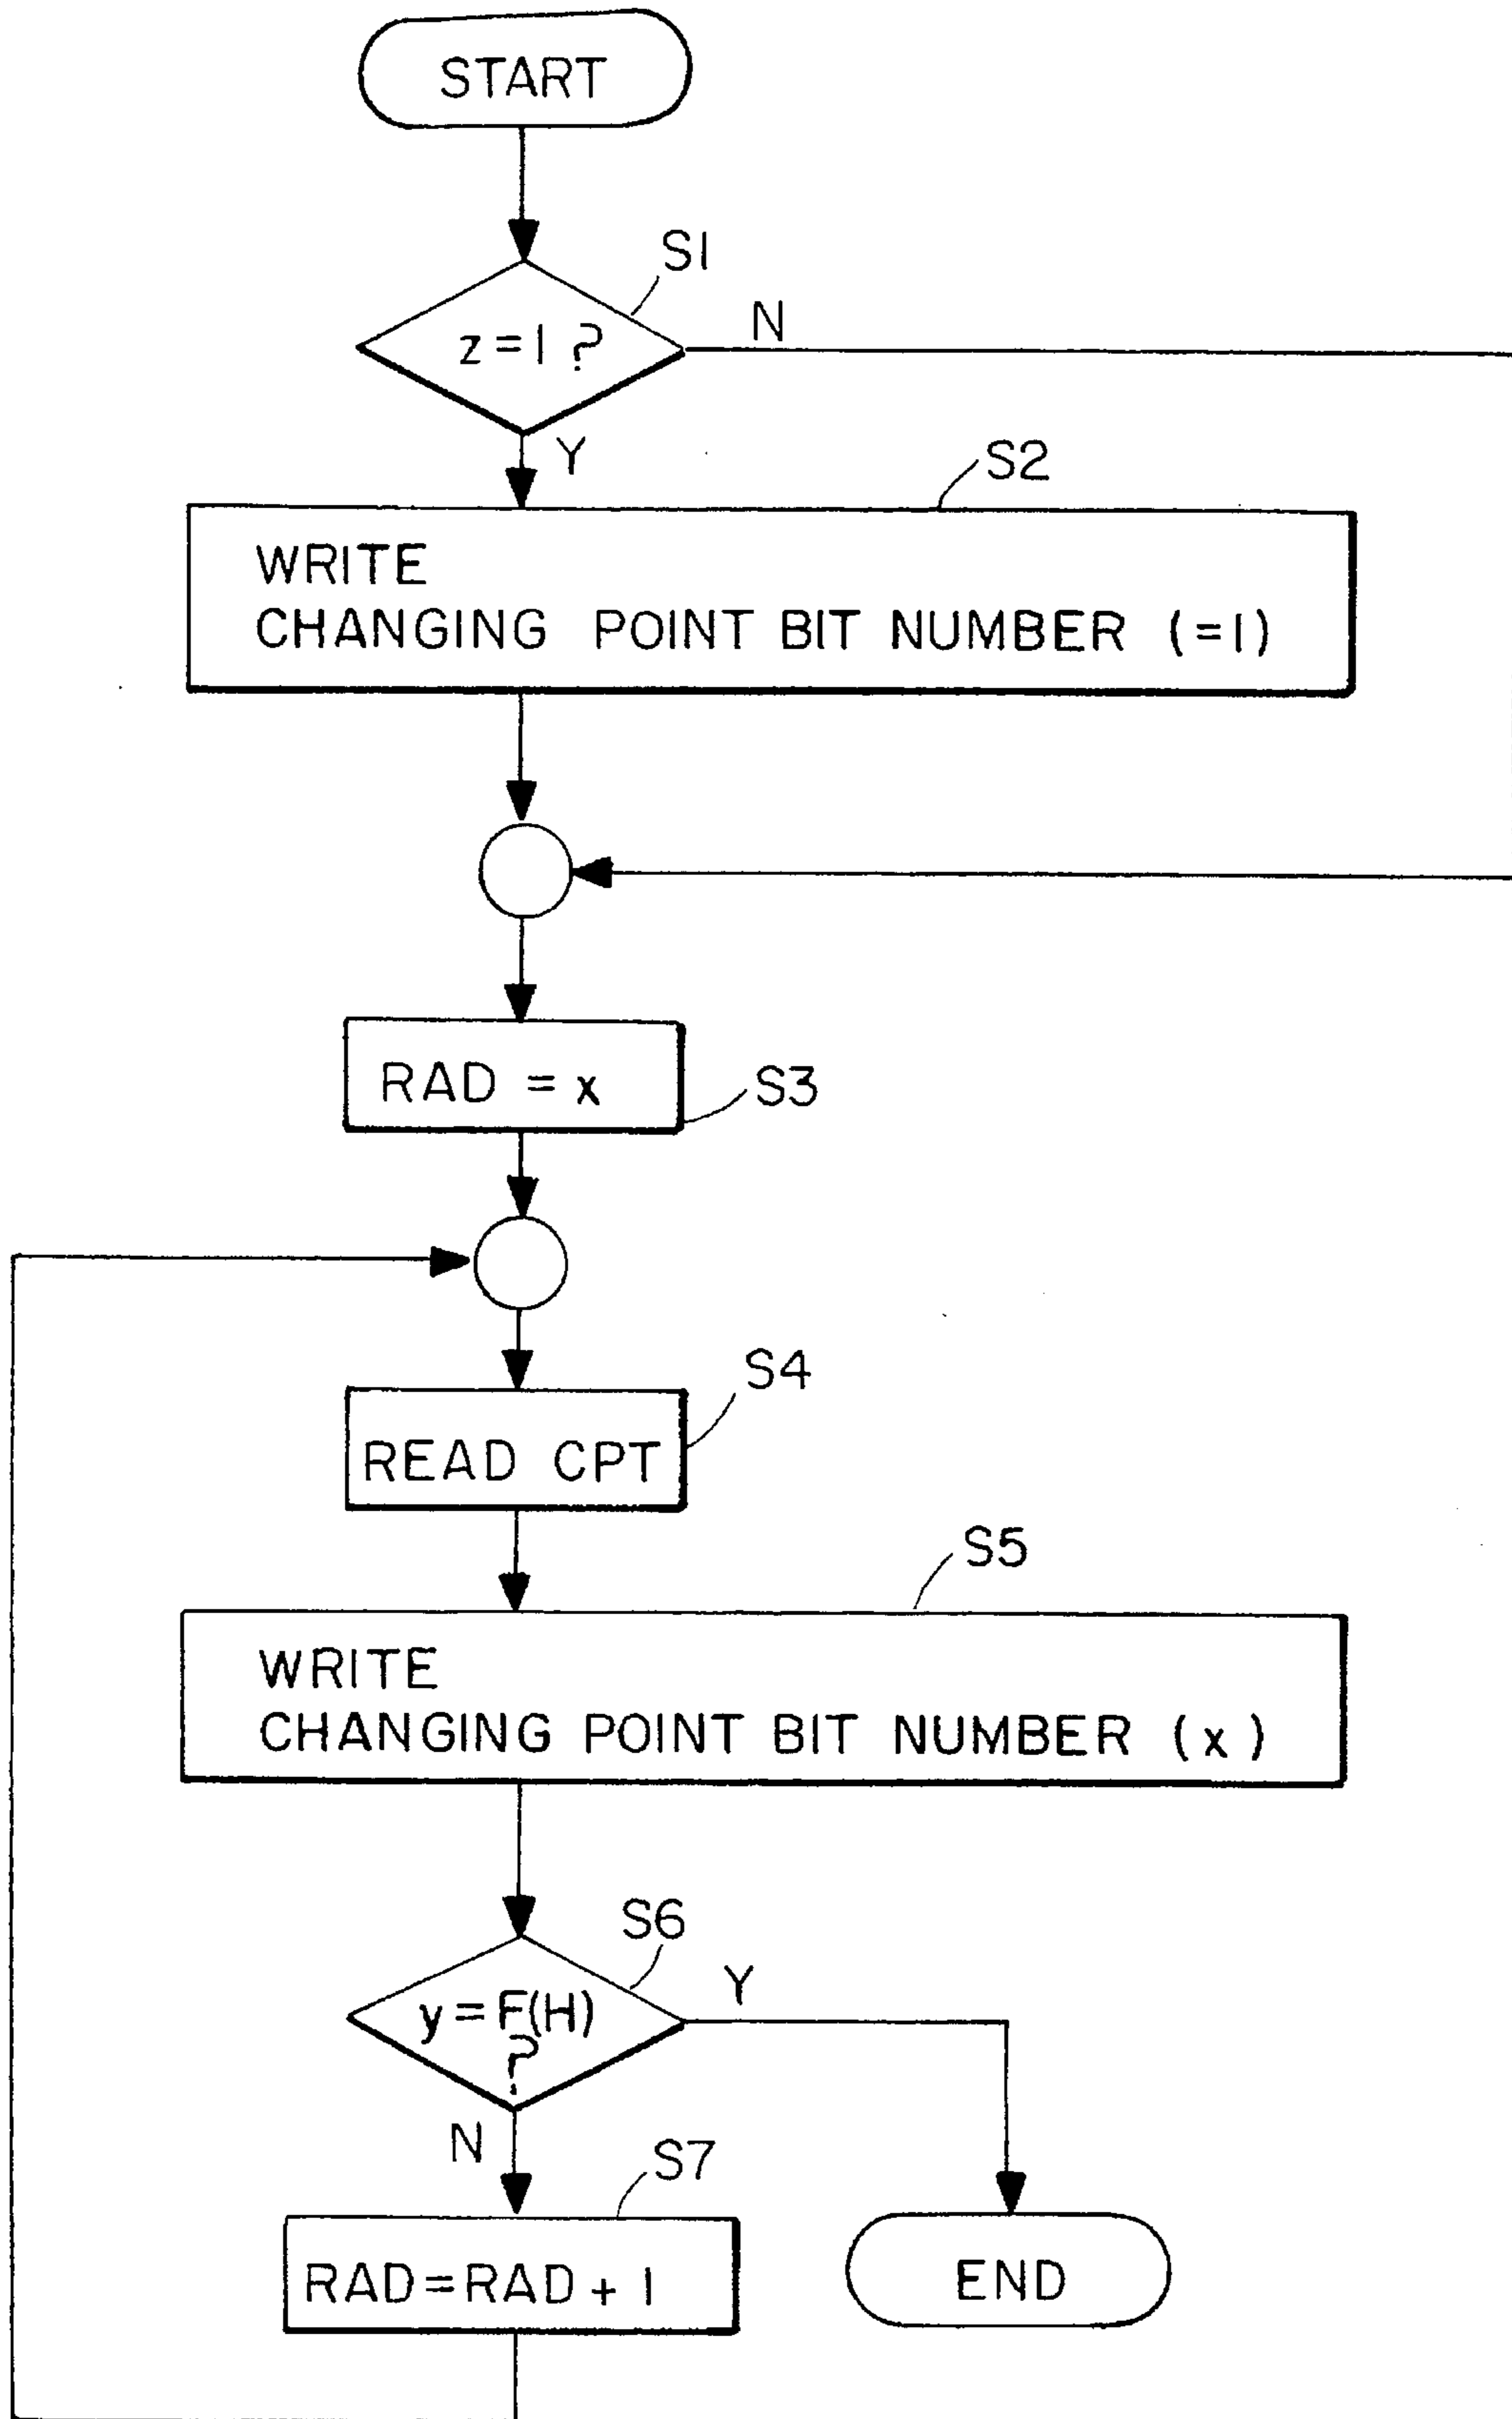 START
S1
z = 1 ?
N
Y
S2
WRITE
CHANGING POINT BIT NUMBER (=1)
RAD = x
S3
S4
READ CPT
S5
WRITE
CHANGING POINT BIT NUMBER (x)
S6
Y
y = F(H)
?
N
S7
RAD=RAD + 1
END